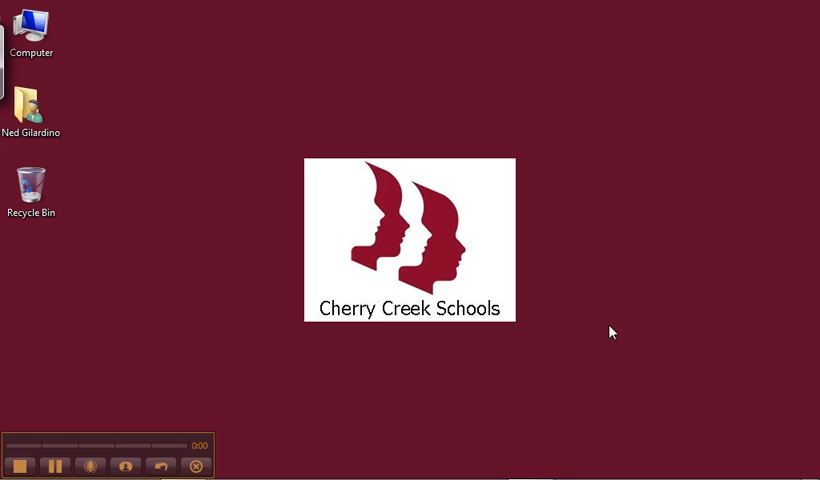 Computer
Ned Gilardino
Recycle Bin
Cherry Creek Schools
0:00